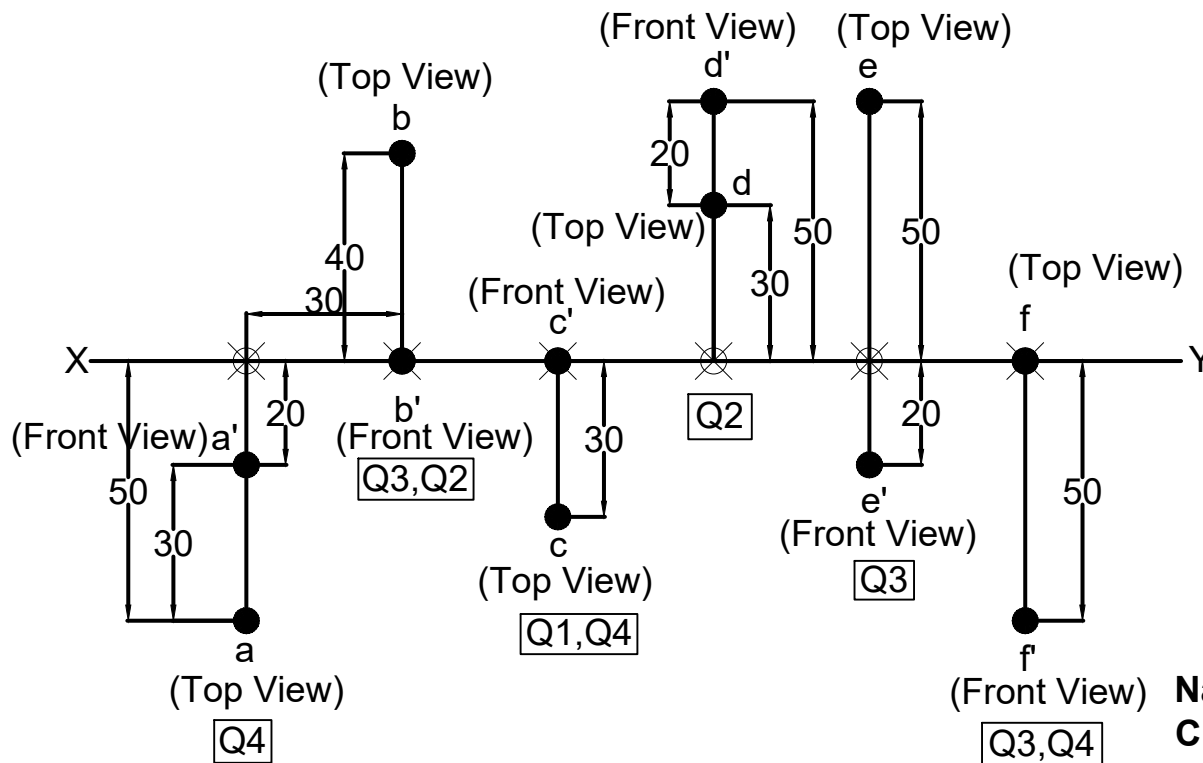 (Front View)
d'
(Top View)
e
(Top View)
b
20
d
(Top View)
40
50
50
30
30
(Front View)
c'
(Top View)
f
X
Y
20
b'
(Front View)
Q3,Q2
(Front View)
a'
50
30
30
c
(Top View)
Q1,Q4
Q2
20
e'
(Front View)
Q3
50
a
(Top View)
Q4
f'
(Front View)
Q3,Q4
Na
C